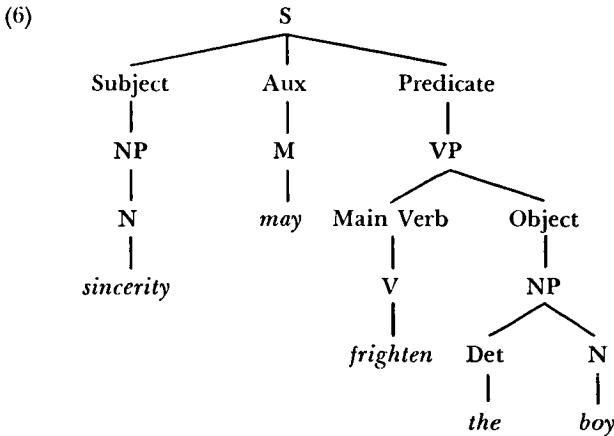 (6) S
Subject Aux Predicate
NP M VP
N may Main Verb Object
sincerity V NP
frighten Det N
the boy